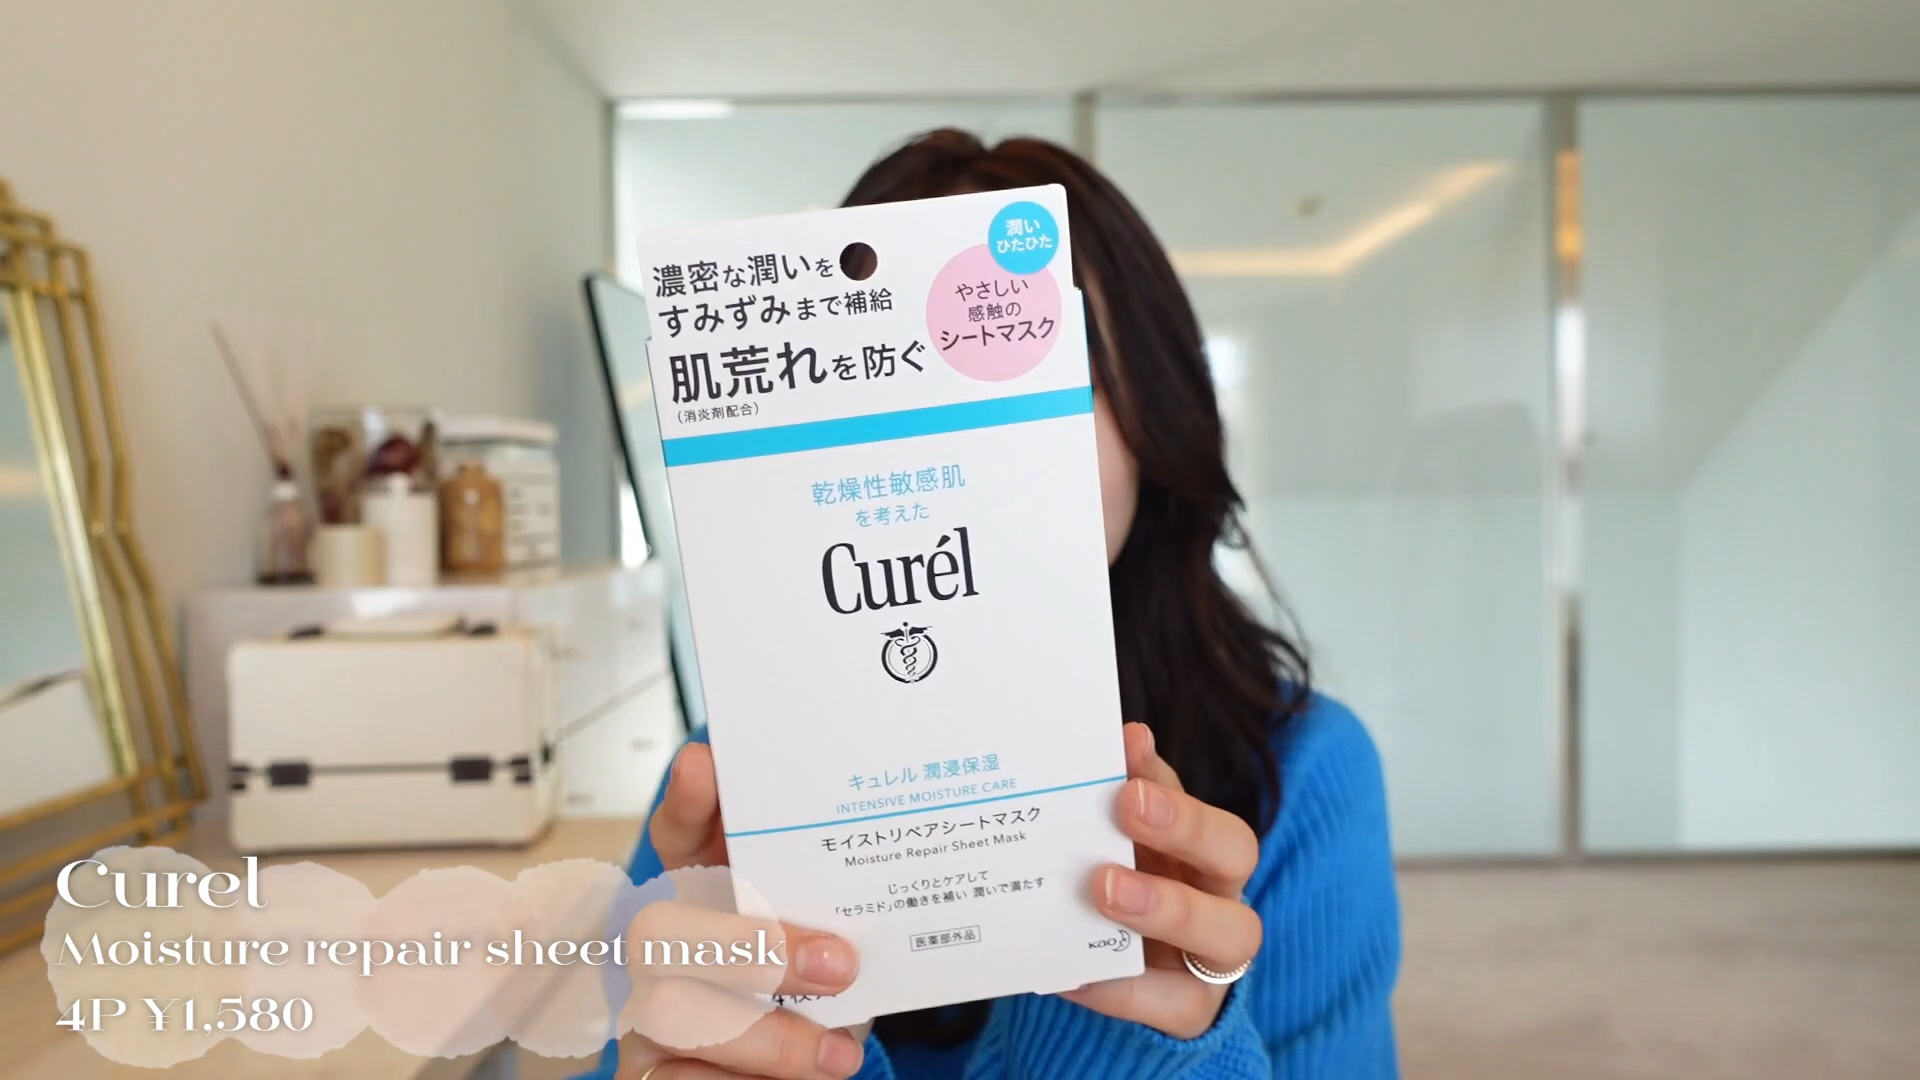 濃密な潤いを
すみずみまで補給
肌荒れを防ぐ
(消炎剤配合)
潤い
ひたひた
やさしい
感触の
シートマスク
乾燥性敏感肌
を考えた
Curél
キュレル 潤浸保湿
INTENSIVE MOISTURE CARE
モイストリペアシートマスク
Moisture Repair Sheet Mask
じっくりとケアして
「セラミド」の働きを補い 潤いで満たす
医薬部外品
Kao
Curel
Moisture repair sheet mask
4P ¥1,580